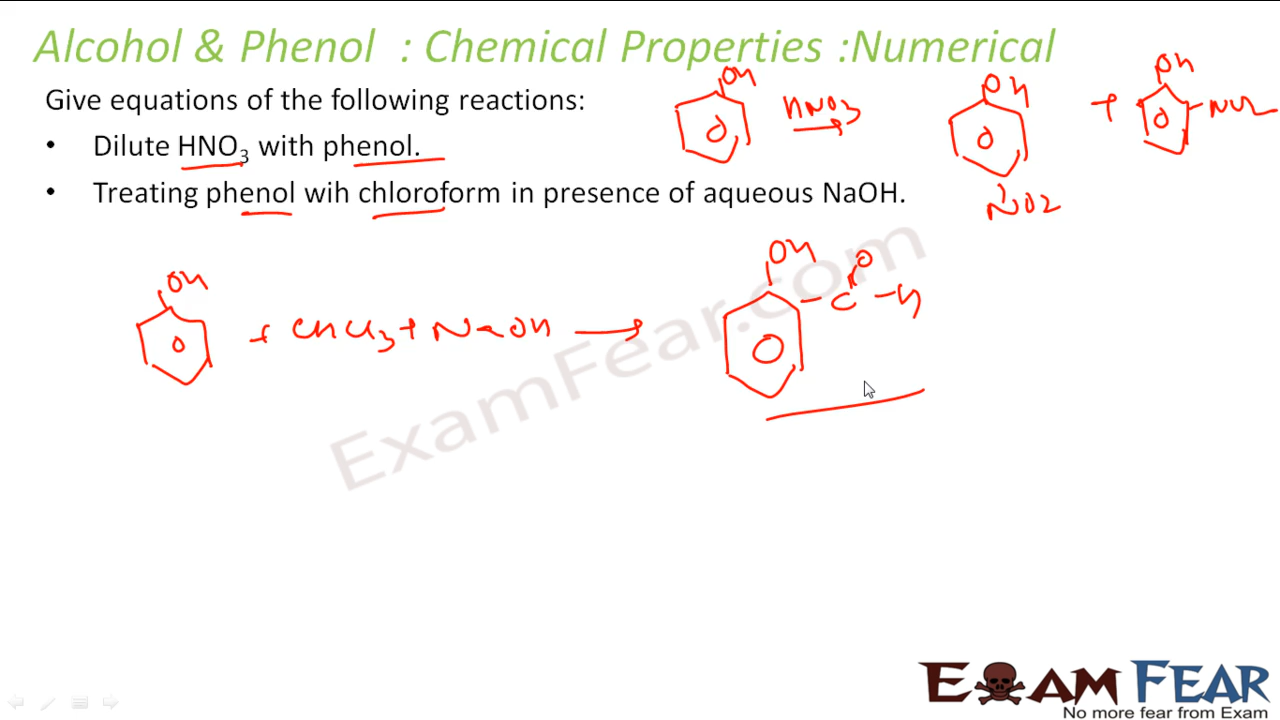 Alcohol & Phenol : Chemical Properties :Numerical
Give equations of the following reactions:
• Dilute HNO3 with phenol.
• Treating phenol wih chloroform in presence of aqueous NaOH.
OH HNO3 OH + OH NO2
NO2
OH + CHCl3 + NaOH OH - C O - H
ExamFear.com
EXAM FEAR
No more fear from Exam